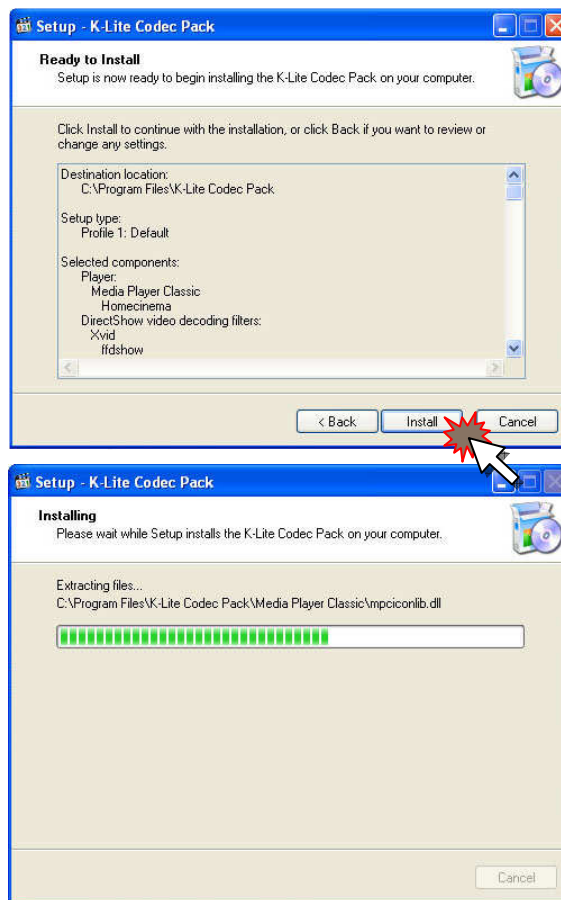 Setup - K-Lite Codec Pack
Ready to Install
Setup is now ready to begin installing the K-Lite Codec Pack on your computer.
Click Install to continue with the installation, or click Back if you want to review or
change any settings.
Destination location:
C:\Program Files\K-Lite Codec Pack
Setup type:
Profile 1: Default
Selected components:
Player:
Media Player Classic
Homecinema
DirectShow video decoding filters:
Xvid
ffdshow
< Back Install Cancel
Setup - K-Lite Codec Pack
Installing
Please wait while Setup installs the K-Lite Codec Pack on your computer.
Extracting files...
C:\Program Files\K-Lite Codec Pack\Media Player Classic\mpciconlib.dll
Cancel